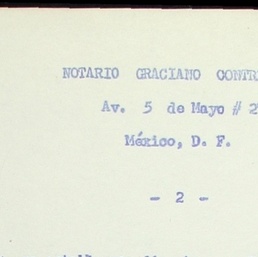 NOTARIO GRACIANO CONTR
Av. 5 de Mayo # 2
México, D. F.
- 2 -